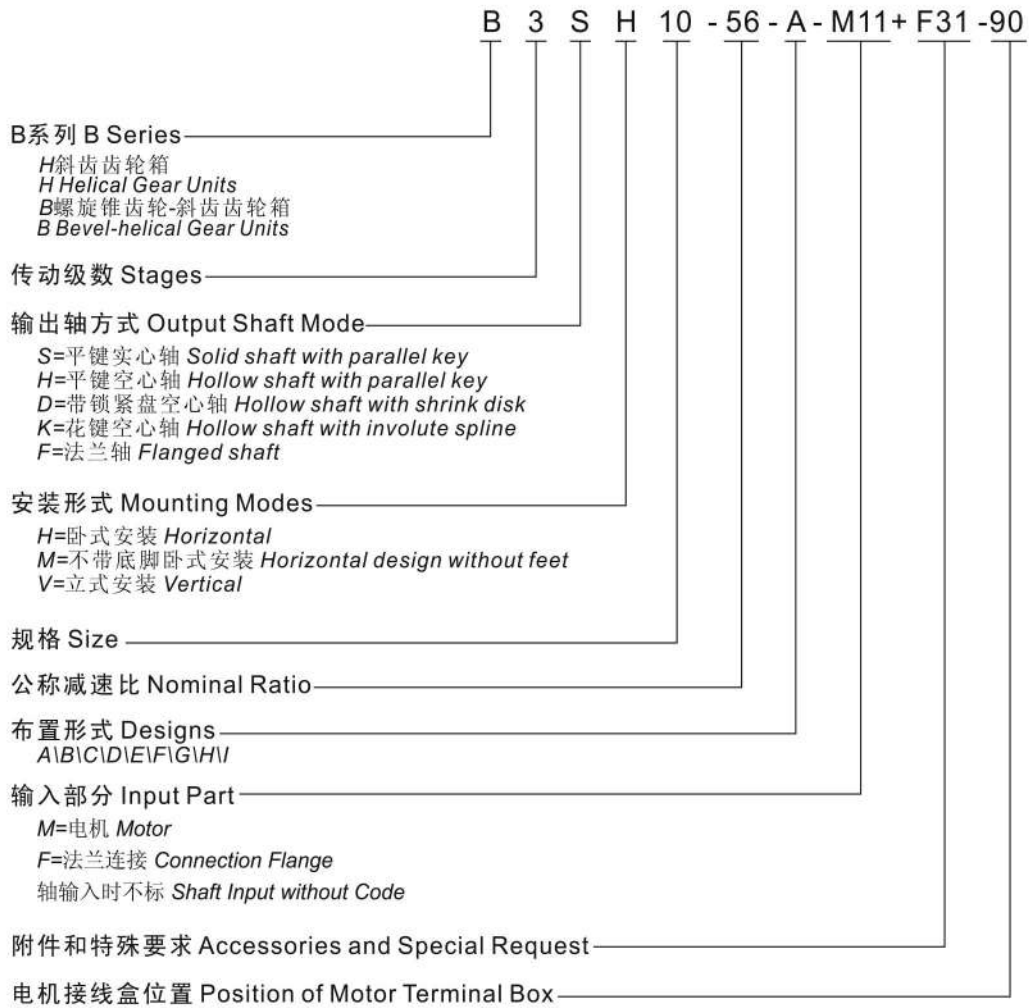 B 3 S H 10 - 56 - A - M11 + F31 -90
B系列 B Series
H斜齿齿轮箱
H Helical Gear Units
B螺旋锥齿轮-斜齿齿轮箱
B Bevel-helical Gear Units
传动级数 Stages
输出轴方式 Output Shaft Mode
S=平键实心轴 Solid shaft with parallel key
H=平键空心轴 Hollow shaft with parallel key
D=带锁紧盘空心轴 Hollow shaft with shrink disk
K=花键空心轴 Hollow shaft with involute spline
F=法兰轴 Flanged shaft
安装形式 Mounting Modes
H=卧式安装 Horizontal
M=不带底脚卧式安装 Horizontal design without feet
V=立式安装 Vertical
规格 Size
公称减速比 Nominal Ratio
布置形式 Designs
A\B\C\D\E\F\G\H\I
输入部分 Input Part
M=电机 Motor
F=法兰连接 Connection Flange
轴输入时不标 Shaft Input without Code
附件和特殊要求 Accessories and Special Request
电机接线盒位置 Position of Motor Terminal Box